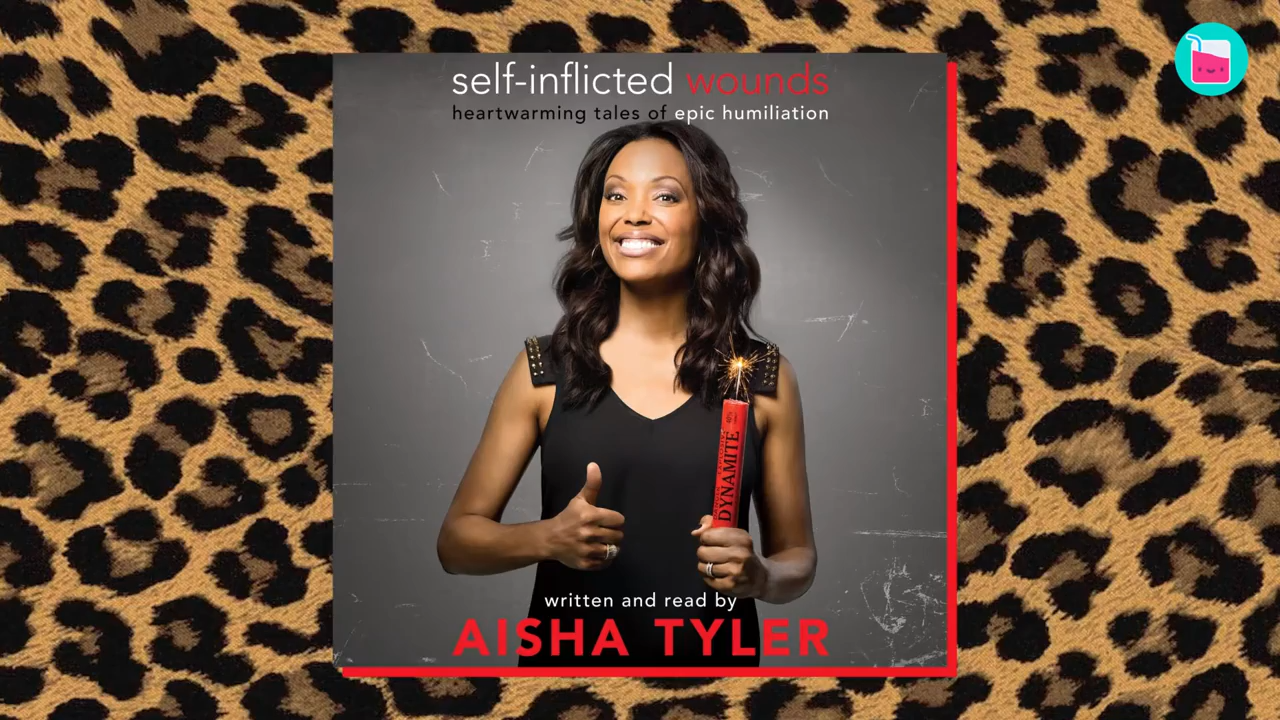 self-inflicted wounds
heartwarming tales of epic humiliation
DYNAMITE
written and read by
AISHA TYLER